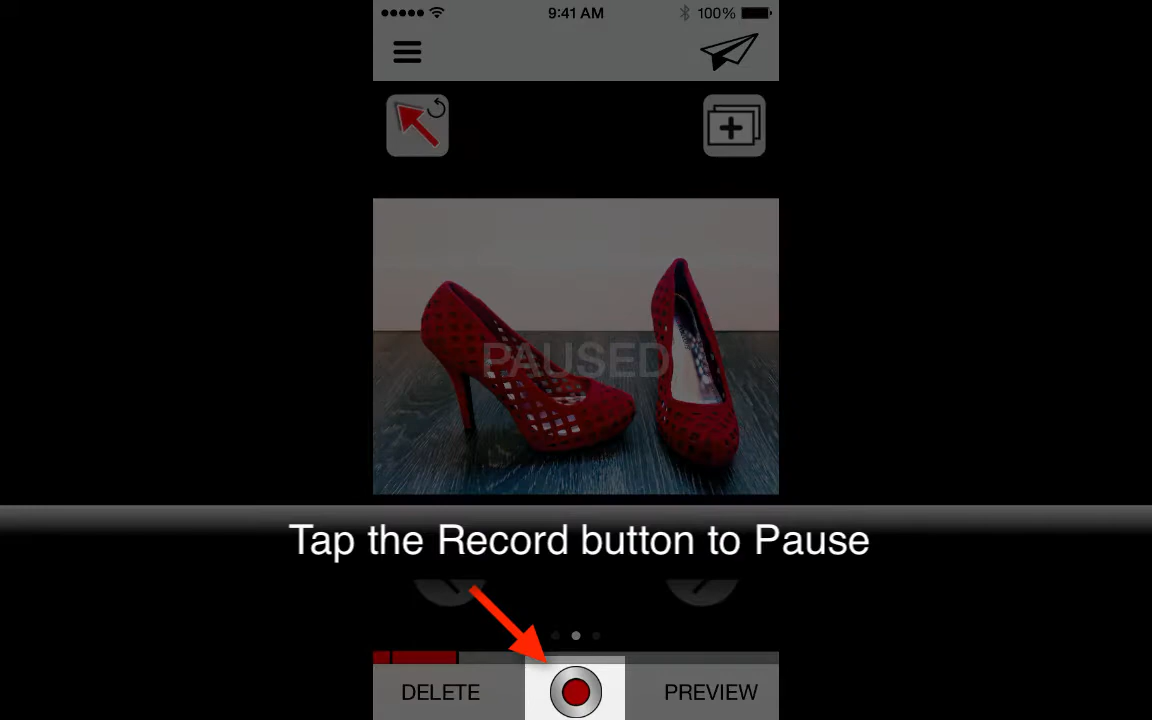 9:41 AM
100%
PAUSED
Tap the Record button to Pause
DELETE
PREVIEW